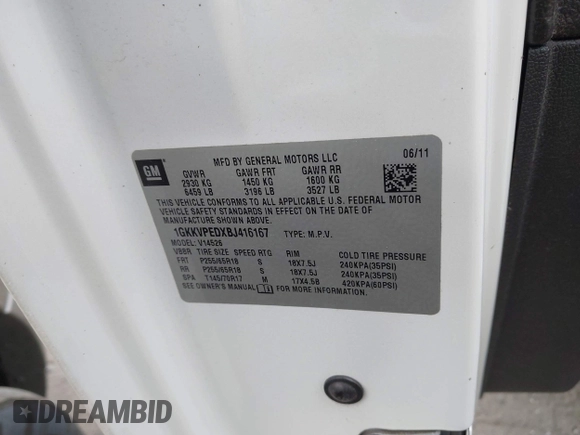 GM
MFD BY GENERAL MOTORS LLC
06/11
GVWR GAWR FRT GAWR RR
2930 KG 1450 KG 1600 KG
6459 LB 3196 LB 3527 LB
THIS VEHICLE CONFORMS TO ALL APPLICABLE U.S. FEDERAL MOTOR
VEHICLE SAFETY STANDARDS IN EFFECT ON THE DATE OF
MANUFACTURE SHOWN ABOVE.
1GKKVPEDXBJ416167 TYPE: M.P.V.
MODEL: V14526
VBBR TIRE SIZE SPEED RTG RIM COLD TIRE PRESSURE
FRT P255/65R18 S 18X7.5J 240KPA(35PSI)
RR P255/65R18 S 18X7.5J 240KPA(35PSI)
SPA T145/70R17 M 17X4.5B 420KPA(60PSI)
SEE OWNER'S MANUAL FOR MORE INFORMATION.
DREAMBID